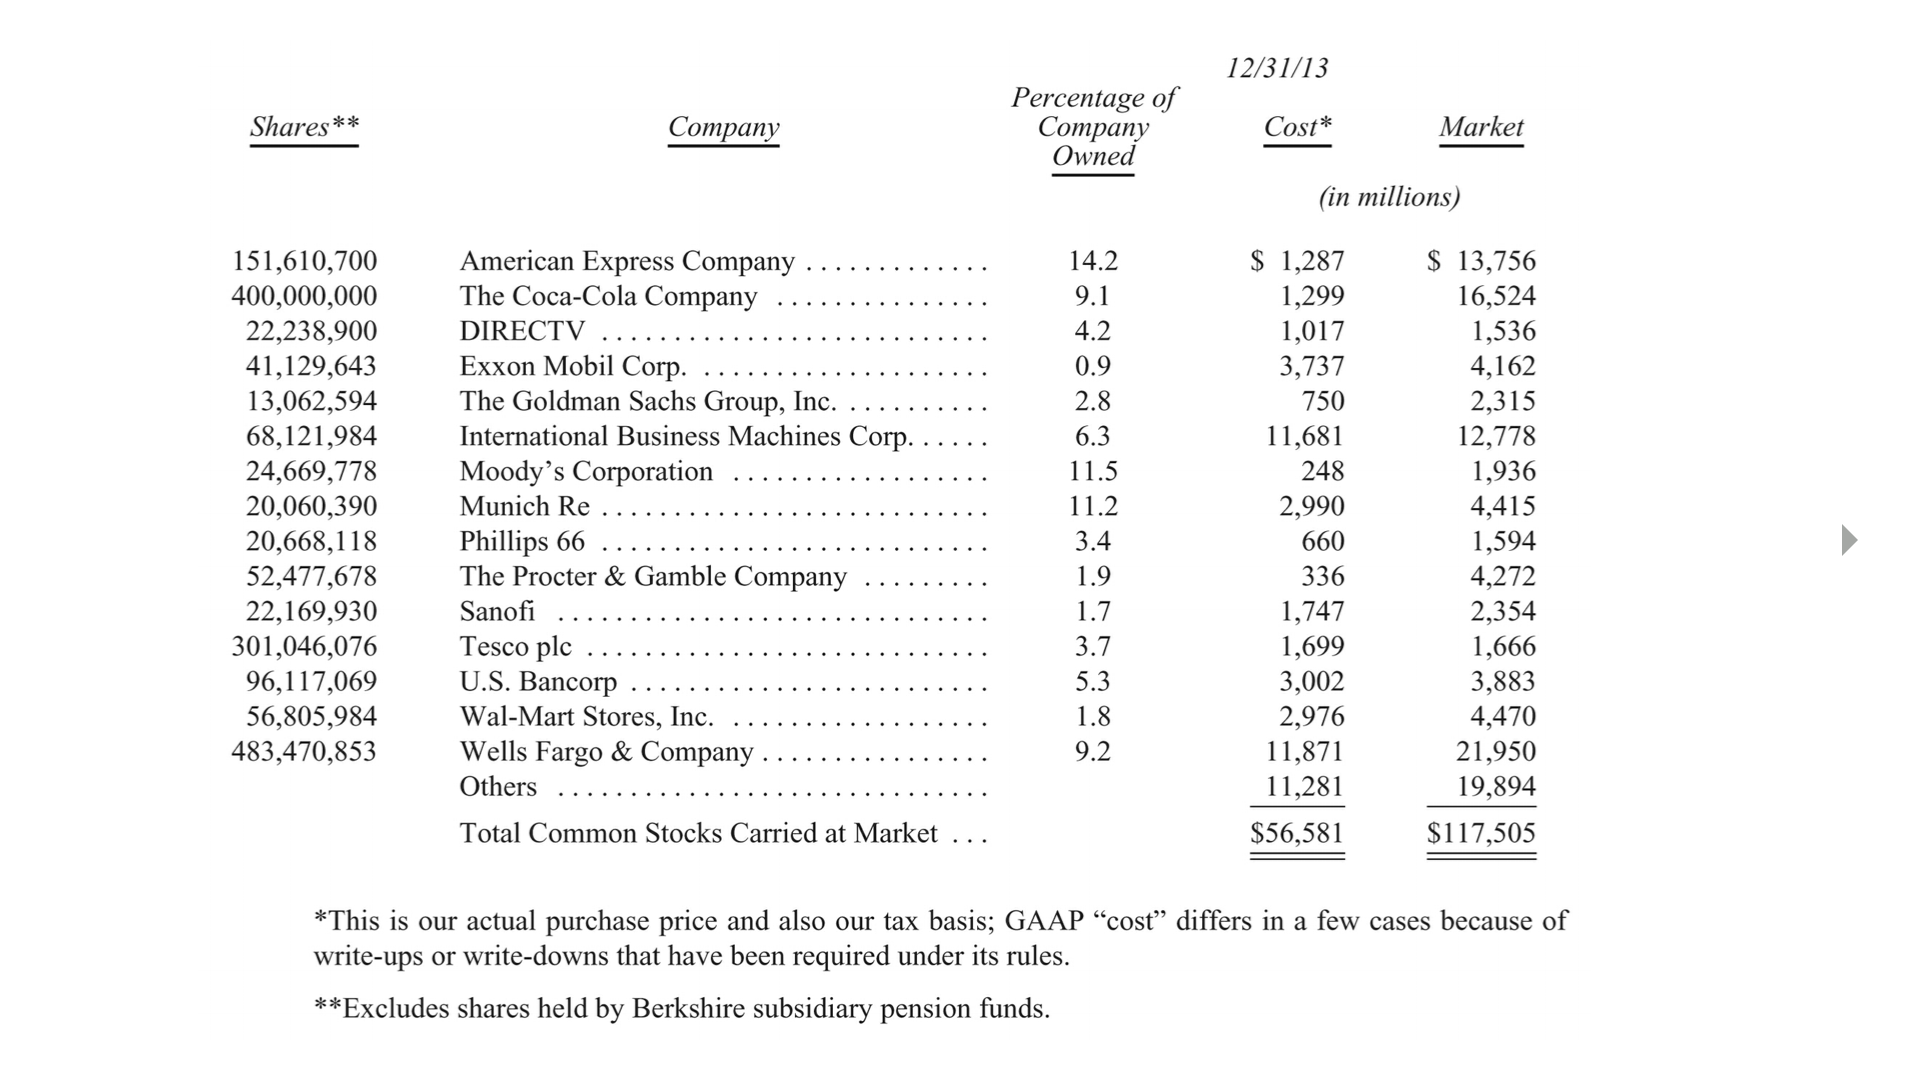 12/31/13
Percentage of
Shares** Company Company Cost* Market
Owned
(in millions)
151,610,700 American Express Company . . . . . . . . . . . . . 14.2 $ 1,287 $ 13,756
400,000,000 The Coca-Cola Company . . . . . . . . . . . . . . . 9.1 1,299 16,524
22,238,900 DIRECTV . . . . . . . . . . . . . . . . . . . . . . . . . . . 4.2 1,017 1,536
41,129,643 Exxon Mobil Corp. . . . . . . . . . . . . . . . . . . . . 0.9 3,737 4,162
13,062,594 The Goldman Sachs Group, Inc. . . . . . . . . . . 2.8 750 2,315
68,121,984 International Business Machines Corp. . . . . . 6.3 11,681 12,778
24,669,778 Moody’s Corporation . . . . . . . . . . . . . . . . . . 11.5 248 1,936
20,060,390 Munich Re . . . . . . . . . . . . . . . . . . . . . . . . . . . 11.2 2,990 4,415
20,668,118 Phillips 66 . . . . . . . . . . . . . . . . . . . . . . . . . . . 3.4 660 1,594
52,477,678 The Procter & Gamble Company . . . . . . . . . 1.9 336 4,272
22,169,930 Sanofi . . . . . . . . . . . . . . . . . . . . . . . . . . . . . . 1.7 1,747 2,354
301,046,076 Tesco plc . . . . . . . . . . . . . . . . . . . . . . . . . . . . 3.7 1,699 1,666
96,117,069 U.S. Bancorp . . . . . . . . . . . . . . . . . . . . . . . . . 5.3 3,002 3,883
56,805,984 Wal-Mart Stores, Inc. . . . . . . . . . . . . . . . . . . 1.8 2,976 4,470
483,470,853 Wells Fargo & Company . . . . . . . . . . . . . . . . 9.2 11,871 21,950
Others . . . . . . . . . . . . . . . . . . . . . . . . . . . . . . 11,281 19,894
Total Common Stocks Carried at Market . . . $56,581 $117,505
*This is our actual purchase price and also our tax basis; GAAP “cost” differs in a few cases because of
write-ups or write-downs that have been required under its rules.
**Excludes shares held by Berkshire subsidiary pension funds.